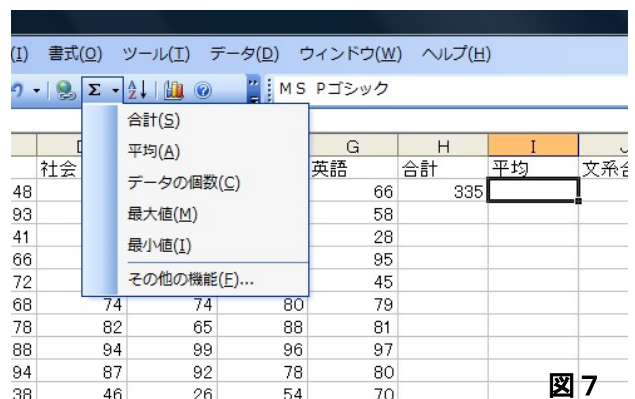 (I) 書式(O) ツール(T) データ(D) ウィンドウ(W) ヘルプ(H)
Σ MS Pゴシック
合計(S)
平均(A)
データの個数(C)
最大値(M)
最小値(I)
その他の機能(F)...
G H I
社会 英語 合計 平均 文系
48 66 335
93 58
41 28
66 95
72 45
68 74 74 80 79
78 82 65 88 81
88 94 99 96 97
94 87 92 78 80
38 46 26 54 70
図7